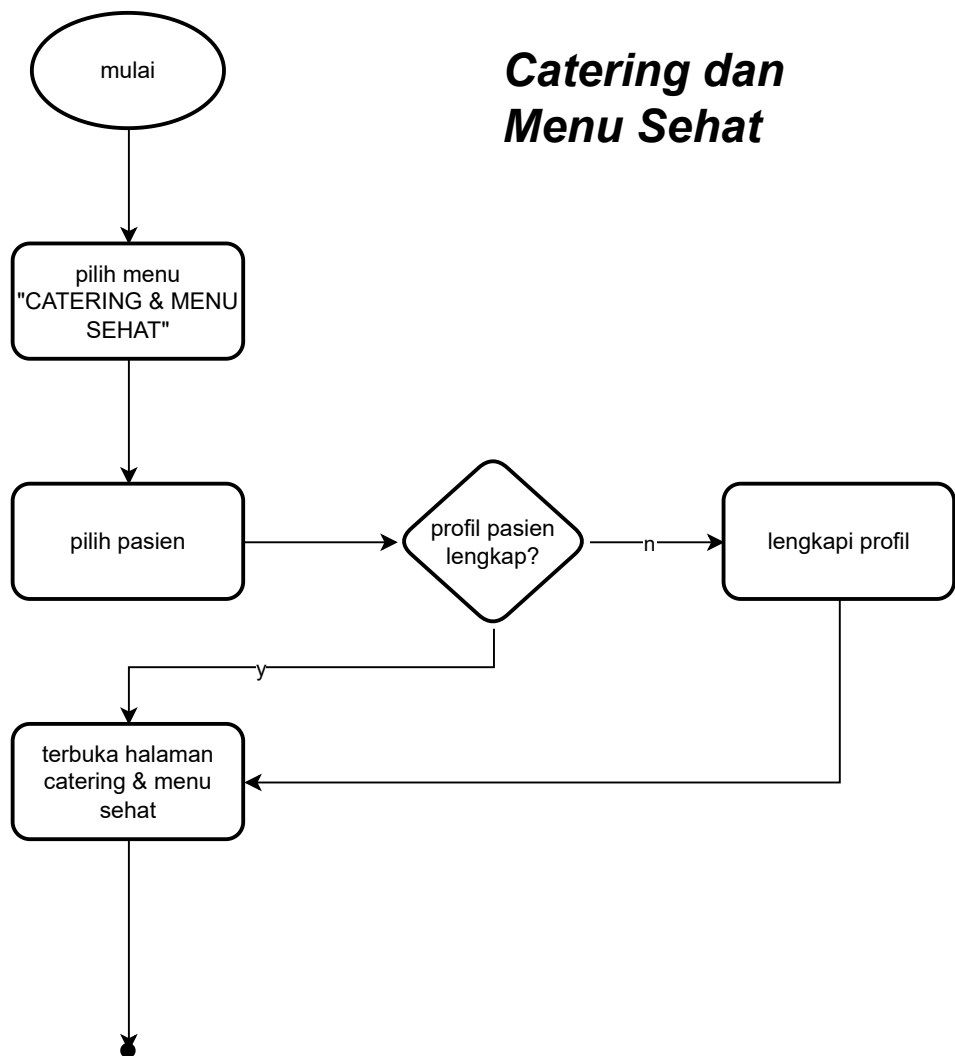 mulai
Catering dan
Menu Sehat
pilih menu
"CATERING & MENU
SEHAT"
pilih pasien
profil pasien
lengkap?
n
lengkapi profil
y
terbuka halaman
catering & menu
sehat